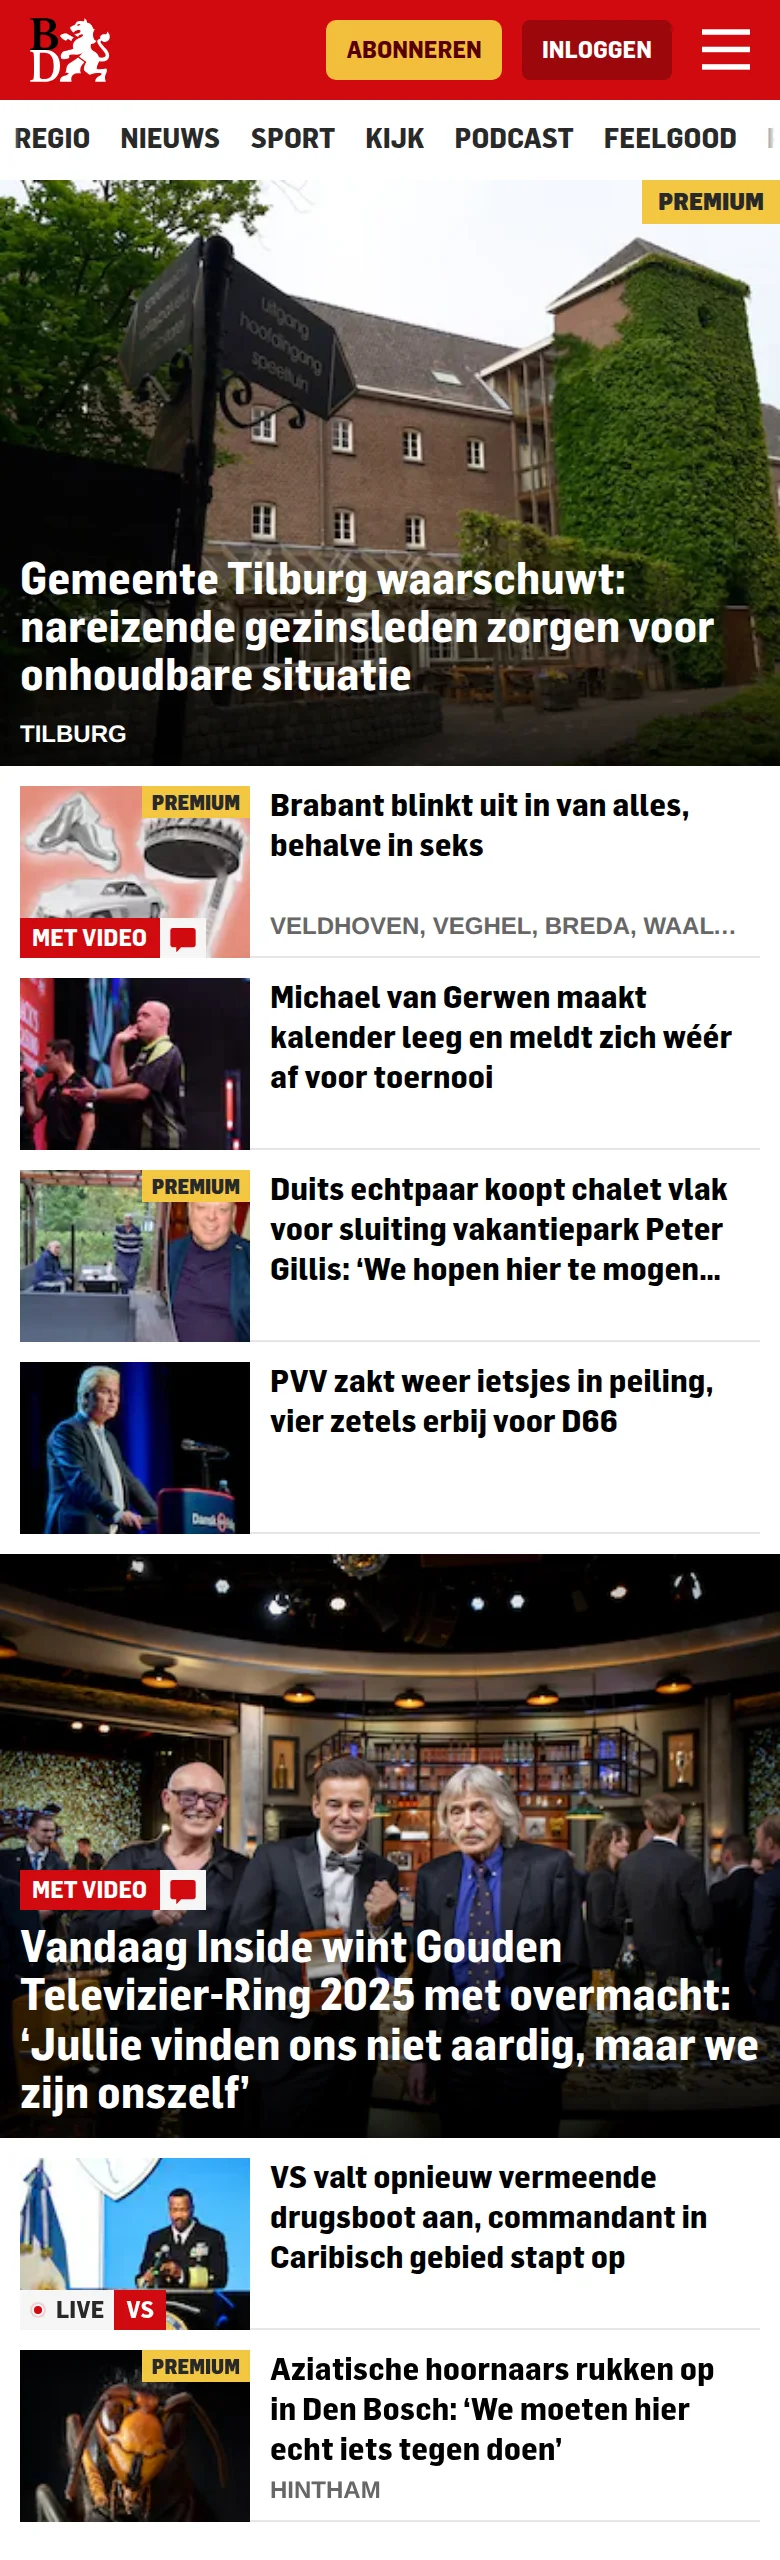 BD
ABONNEREN
INLOGGEN
REGIO NIEUWS SPORT KIJK PODCAST FEELGOOD
PREMIUM
uitgang
hoofdingang
speeltuin
Gemeente Tilburg waarschuwt:
nareizende gezinsleden zorgen voor
onhoudbare situatie
TILBURG
PREMIUM
MET VIDEO
Brabant blinkt uit in van alles,
behalve in seks
VELDHOVEN, VEGHEL, BREDA, WAAL...
Michael van Gerwen maakt
kalender leeg en meldt zich wéér
af voor toernooi
PREMIUM
Duits echtpaar koopt chalet vlak
voor sluiting vakantiepark Peter
Gillis: ‘We hopen hier te mogen...
Dansk
PVV zakt weer ietsjes in peiling,
vier zetels erbij voor D66
MET VIDEO
Vandaag Inside wint Gouden
Televizier-Ring 2025 met overmacht:
‘Jullie vinden ons niet aardig, maar we
zijn onszelf’
LIVE VS
VS valt opnieuw vermeende
drugsboot aan, commandant in
Caribisch gebied stapt op
PREMIUM
Aziatische hoornaars rukken op
in Den Bosch: ‘We moeten hier
echt iets tegen doen’
HINTHAM